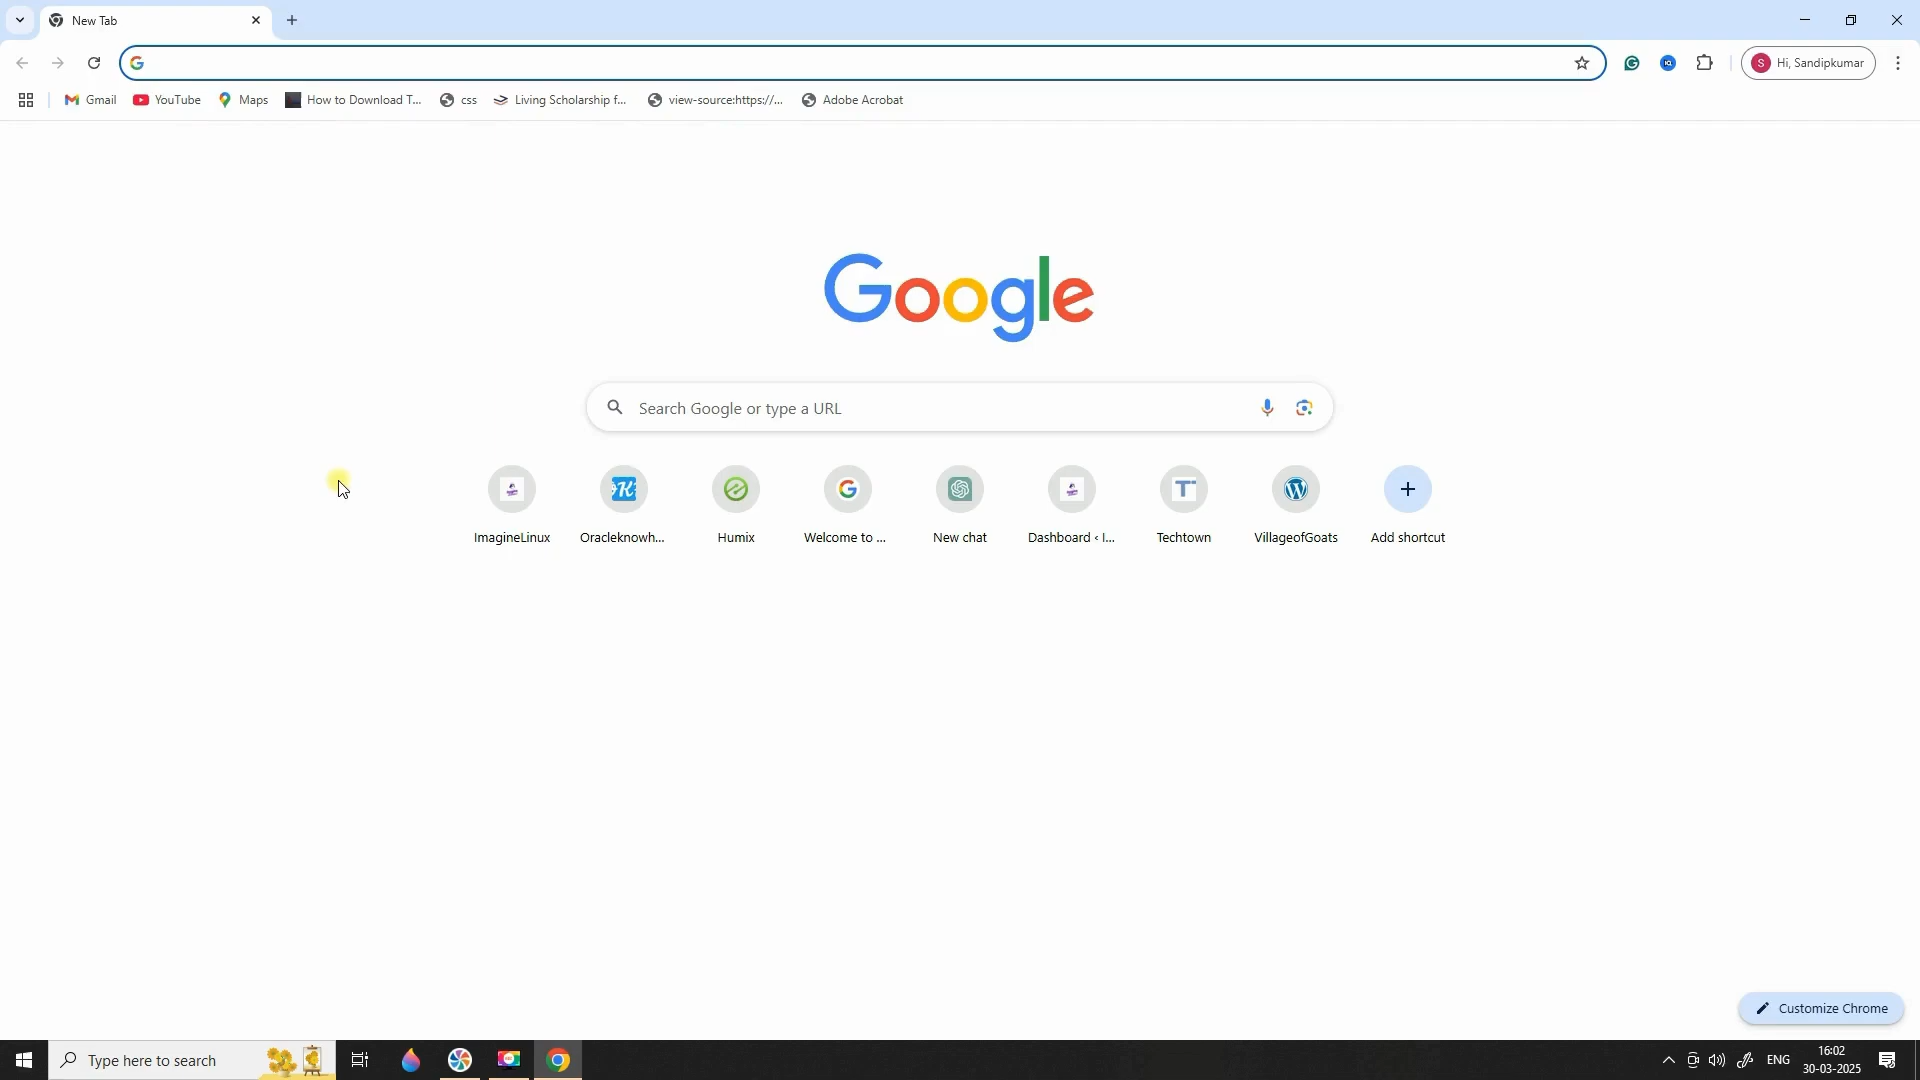 New Tab
S Hi, Sandipkumar
Gmail YouTube Maps How to Download T... css Living Scholarship f... view-source:https://... Adobe Acrobat
Google
Search Google or type a URL
ImagineLinux Oracleknowh... Humix Welcome to ... New chat Dashboard ‹ I... Techtown VillageofGoats Add shortcut
Customize Chrome
Type here to search
ENG
16:02
30-03-2025